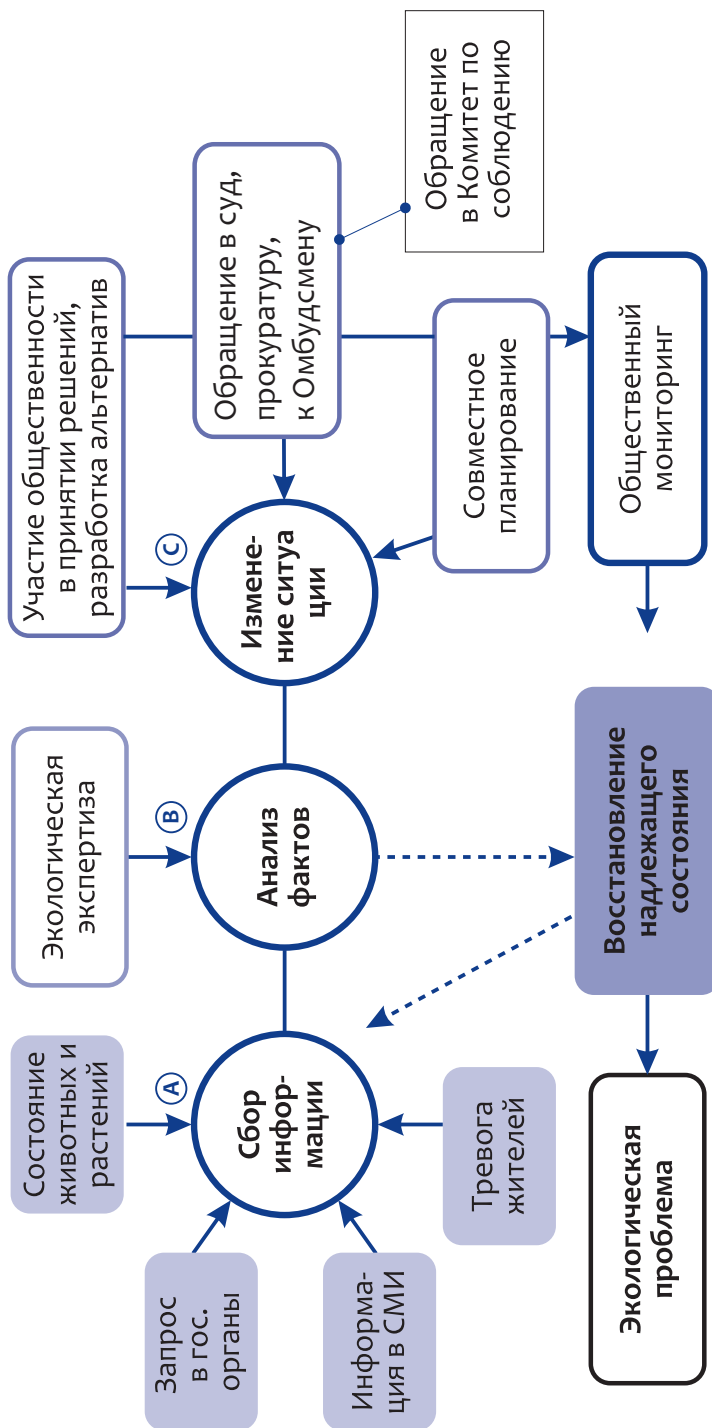 Состояние
животных и
растений
Экологическая
экспертиза
Участие общественности
в принятии решений,
разработка альтернатив
Запрос
в гос.
органы
A
B
C
Обращение в суд,
прокуратуру,
к Омбудсмену
Сбор
инфор-
мации
Анализ
фактов
Измене-
ние ситуа
ции
Информа-
ция в СМИ
Тревога
жителей
Совместное
планирование
Обращение
в Комитет по
соблюдению
Экологическая
проблема
Восстановление
надлежащего
состояния
Общественный
мониторинг